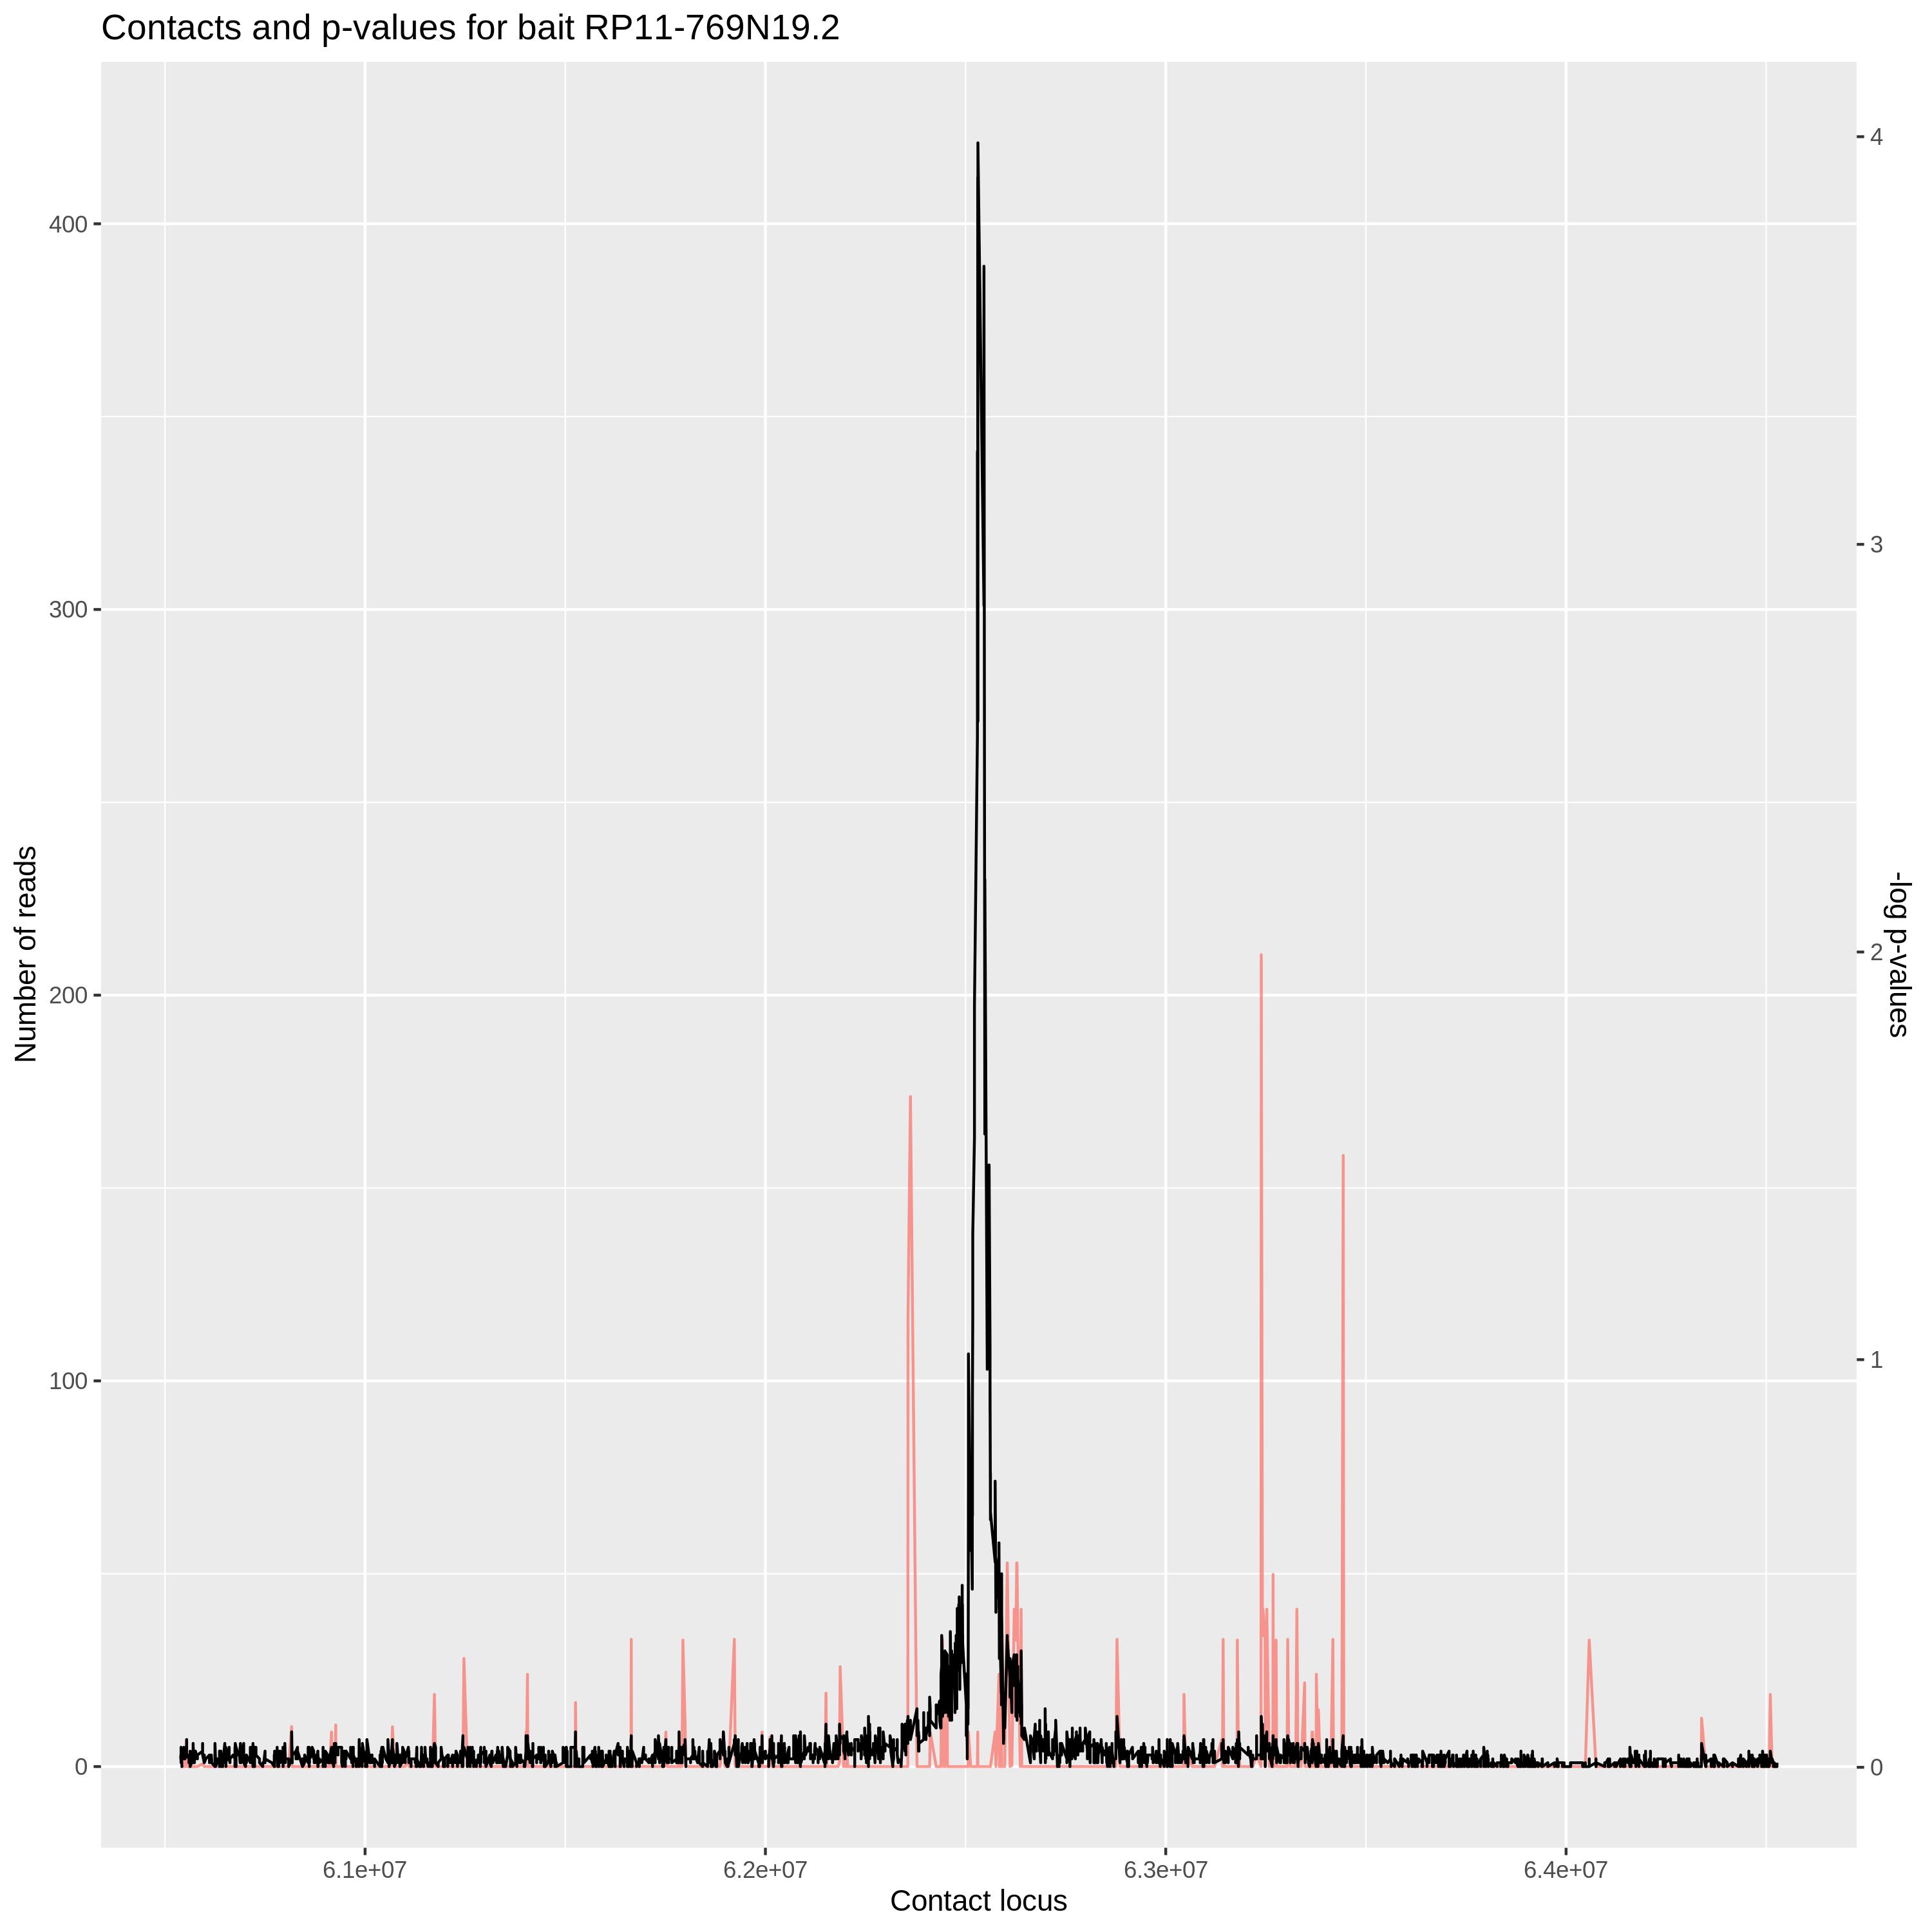 Contacts and p-values for bait RP11-769N19.2
Number of reads
400
300
200
100
0
4
3
2
1
0
-log p-values
6.1e+07 6.2e+07 6.3e+07 6.4e+07
Contact locus